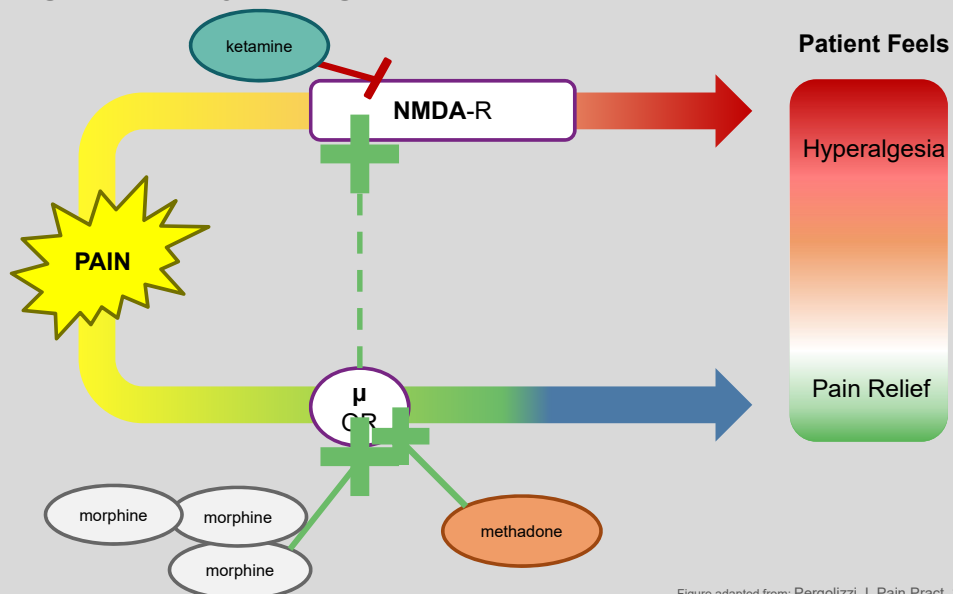 ketamine
Patient Feels
NMDA-R
Hyperalgesia
PAIN
Pain Relief
µ
OR
morphine
morphine
morphine
methadone
Figure adapted from: Pergolizzi, J. Pain Pract.